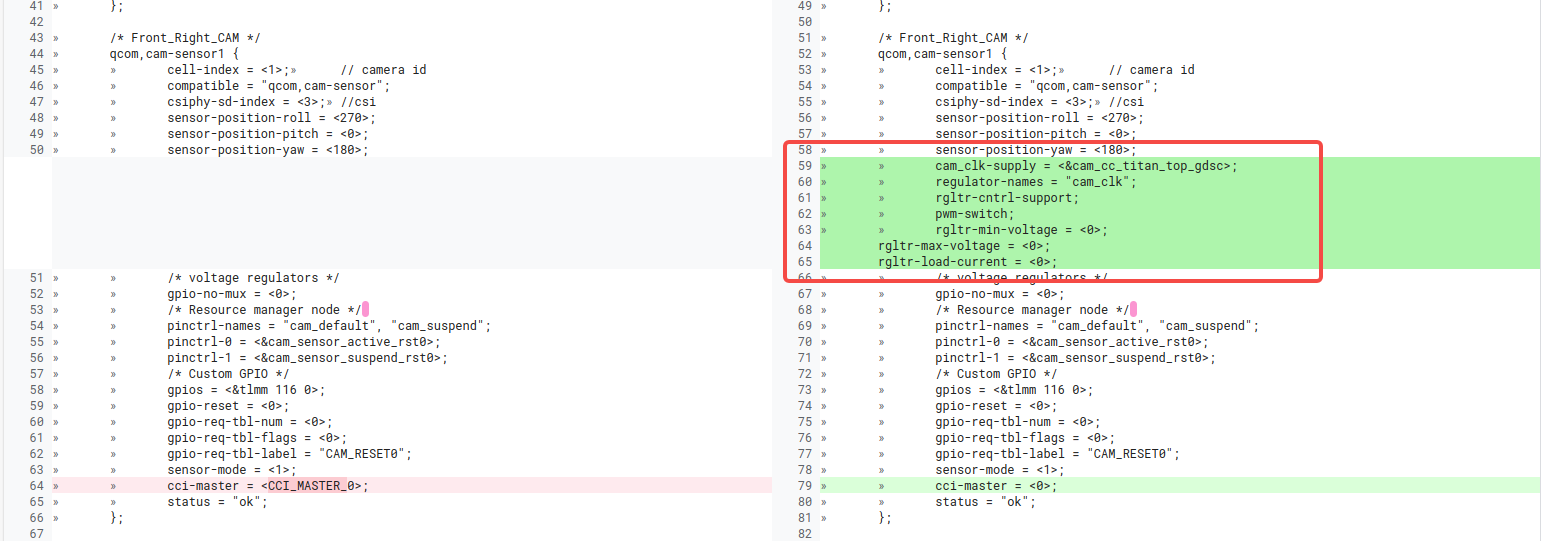 41 » };
42
43 » /* Front_Right_CAM */
44 » qcom,cam-sensor1 {
45 » » cell-index = <1>;» // camera id
46 » » compatible = "qcom,cam-sensor";
47 » » csiphy-sd-index = <3>;» //csi
48 » » sensor-position-roll = <270>;
49 » » sensor-position-pitch = <0>;
50 » » sensor-position-yaw = <180>;
51 » » /* voltage regulators */
52 » » gpio-no-mux = <0>;
53 » » /* Resource manager node */
54 » » pinctrl-names = "cam_default", "cam_suspend";
55 » » pinctrl-0 = <&cam_sensor_active_rst0>;
56 » » pinctrl-1 = <&cam_sensor_suspend_rst0>;
57 » » /* Custom GPIO */
58 » » gpios = <&tlmm 116 0>;
59 » » gpio-reset = <0>;
60 » » gpio-req-tbl-num = <0>;
61 » » gpio-req-tbl-flags = <0>;
62 » » gpio-req-tbl-label = "CAM_RESET0";
63 » » sensor-mode = <1>;
64 » » cci-master = <CCI_MASTER_0>;
65 » » status = "ok";
66 » };
67
49 » };
50
51 » /* Front_Right_CAM */
52 » qcom,cam-sensor1 {
53 » » cell-index = <1>;» // camera id
54 » » compatible = "qcom,cam-sensor";
55 » » csiphy-sd-index = <3>;» //csi
56 » » sensor-position-roll = <270>;
57 » » sensor-position-pitch = <0>;
58 » » sensor-position-yaw = <180>;
59 » » cam_clk-supply = <&cam_cc_titan_top_gdsc>;
60 » » regulator-names = "cam_clk";
61 » » rgltr-cntrl-support;
62 » » pwm-switch;
63 » » rgltr-min-voltage = <0>;
64 rgltr-max-voltage = <0>;
65 rgltr-load-current = <0>;
66 » » /* voltage regulators */
67 » » gpio-no-mux = <0>;
68 » » /* Resource manager node */
69 » » pinctrl-names = "cam_default", "cam_suspend";
70 » » pinctrl-0 = <&cam_sensor_active_rst0>;
71 » » pinctrl-1 = <&cam_sensor_suspend_rst0>;
72 » » /* Custom GPIO */
73 » » gpios = <&tlmm 116 0>;
74 » » gpio-reset = <0>;
75 » » gpio-req-tbl-num = <0>;
76 » » gpio-req-tbl-flags = <0>;
77 » » gpio-req-tbl-label = "CAM_RESET0";
78 » » sensor-mode = <1>;
79 » » cci-master = <0>;
80 » » status = "ok";
81 » };
82